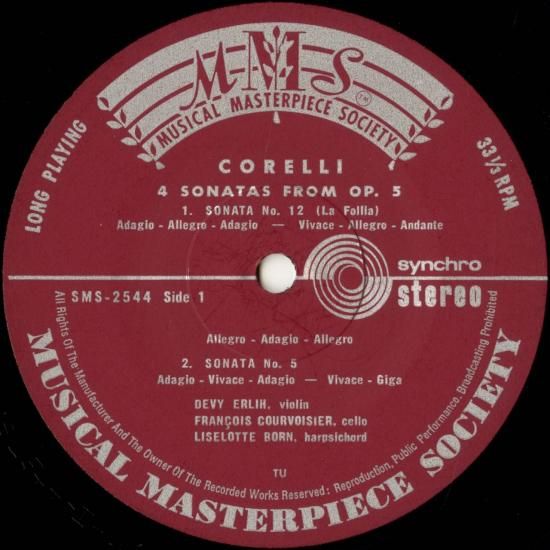 MMS TM
MUSICAL MASTERPIECE SOCIETY
LONG PLAYING
33⅓ RPM
CORELLI
4 SONATAS FROM OP. 5
1. SONATA No. 12 (La Follia)
Adagio - Allegro - Adagio — Vivace - Allegro - Andante
synchro
stereo
SMS-2544 Side 1
Allegro - Adagio - Allegro
2. SONATA No. 5
Adagio - Vivace - Adagio — Vivace - Giga
DEVY ERLIH, violin
FRANÇOIS COURVOISIER, cello
LISELOTTE BORN, harpsichord
TU
All Rights Of The Manufacturer And The Owner Of The Recorded Works Reserved: Reproduction, Public Performance, Broadcasting Prohibited
MUSICAL MASTERPIECE SOCIETY